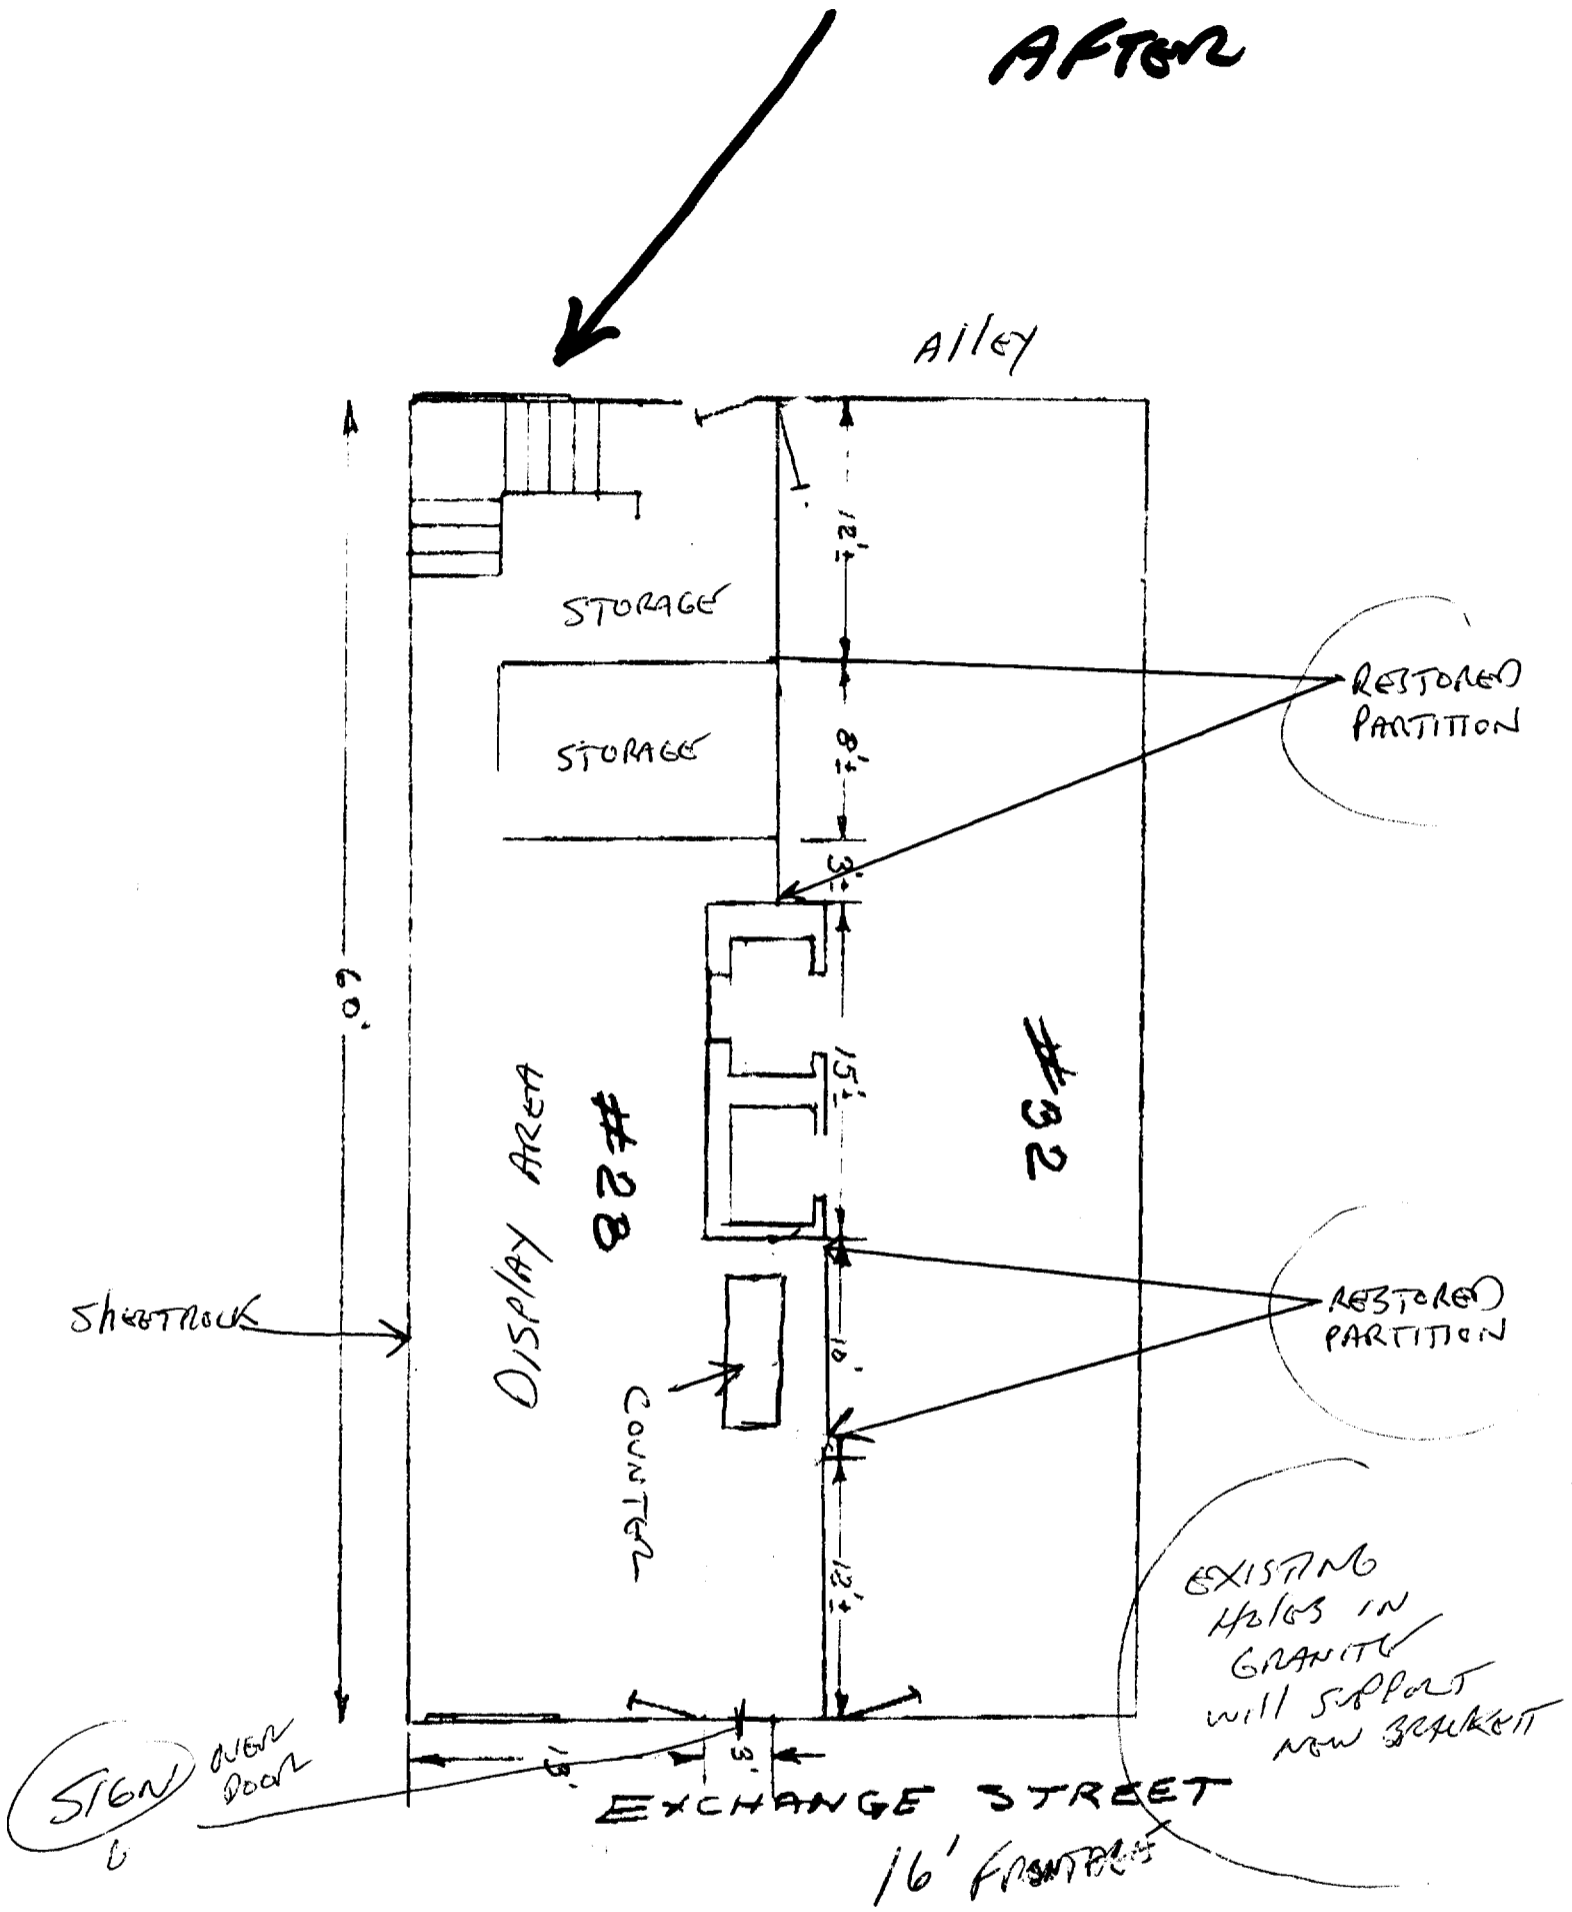 AFTER
Alley
12'±
STORAGE
RESTORED
PARTITION
8'±
STORAGE
3'±
60'
15'±
#32
DISPLAY AREA
#28
SHEETROCK
RESTORED
PARTITION
10'
COUNTER
12'±
EXISTING
HOLES IN
GRANITE
will SUPPORT
NEW BRACKETT
SIGN OVER
DOOR
13'
3'
EXCHANGE STREET
16' FRONTAGE